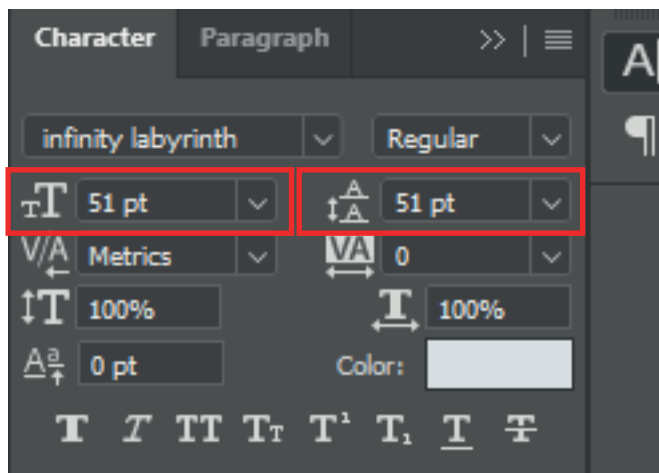 Character Paragraph
infinity labyrinth Regular
51 pt 51 pt
Metrics 0
100% 100%
0 pt Color: